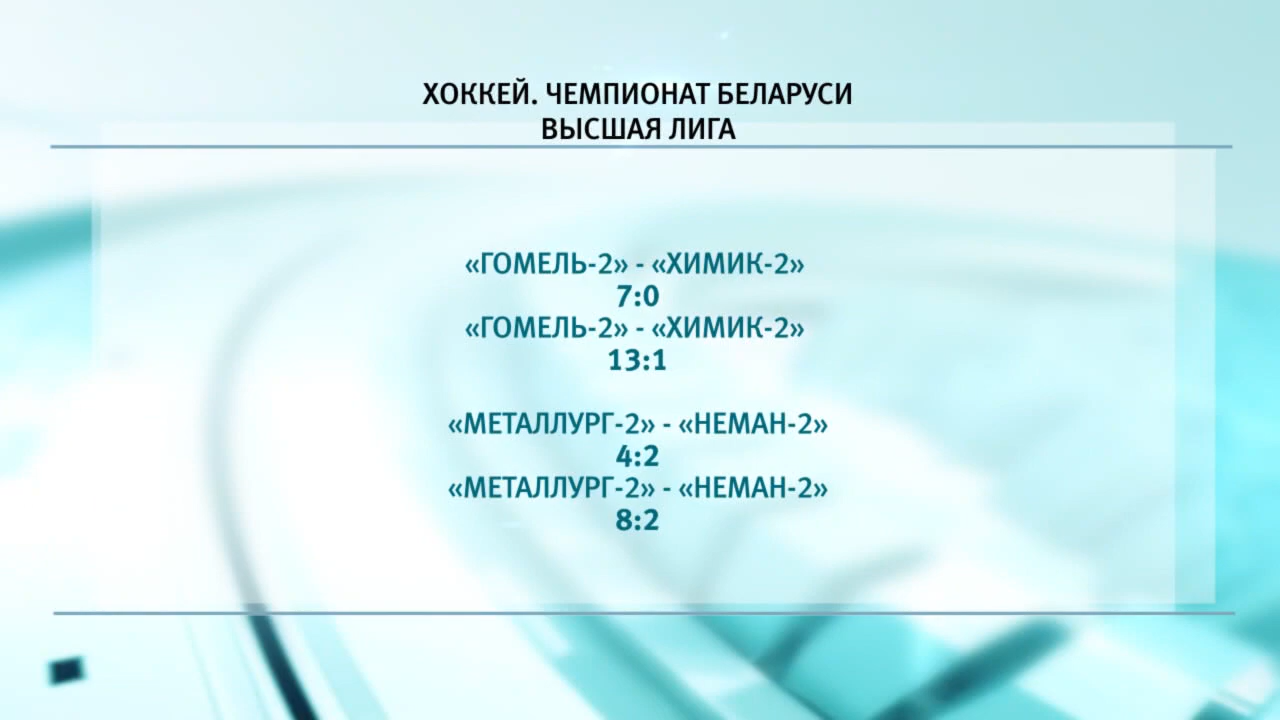 ХОККЕЙ. ЧЕМПИОНАТ БЕЛАРУСИ
ВЫСШАЯ ЛИГА
«ГОМЕЛЬ-2» - «ХИМИК-2»
7:0
«ГОМЕЛЬ-2» - «ХИМИК-2»
13:1
«МЕТАЛЛУРГ-2» - «НЕМАН-2»
4:2
«МЕТАЛЛУРГ-2» - «НЕМАН-2»
8:2